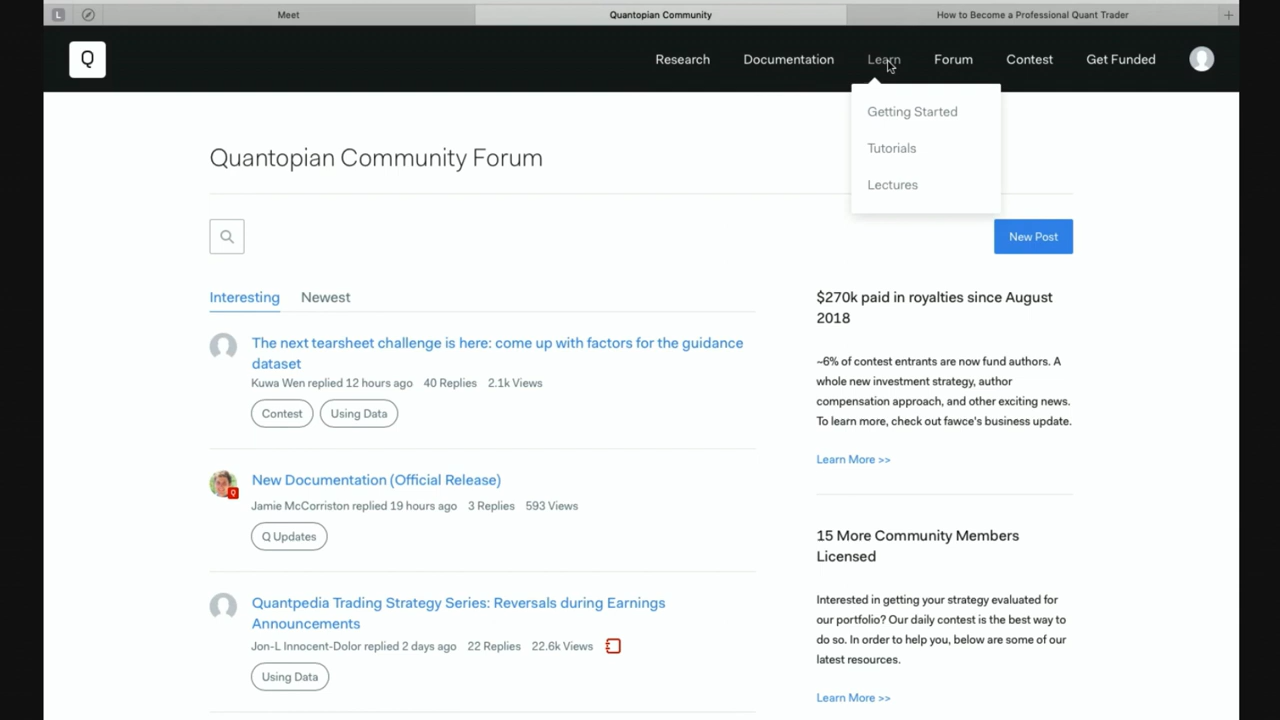 L
Meet
Quantopian Community
How to Become a Professional Quant Trader
+
Q
Research
Documentation
Learn
Forum
Contest
Get Funded
Getting Started
Tutorials
Lectures
Quantopian Community Forum
New Post
Interesting
Newest
The next tearsheet challenge is here: come up with factors for the guidance
dataset
Kuwa Wen replied 12 hours ago 40 Replies 2.1k Views
Contest
Using Data
New Documentation (Official Release)
Q
Jamie McCorriston replied 19 hours ago 3 Replies 593 Views
Q Updates
Quantpedia Trading Strategy Series: Reversals during Earnings
Announcements
Jon-L Innocent-Dolor replied 2 days ago 22 Replies 22.6k Views
Using Data
$270k paid in royalties since August
2018
~6% of contest entrants are now fund authors. A
whole new investment strategy, author
compensation approach, and other exciting news.
To learn more, check out fawce's business update.
Learn More >>
15 More Community Members
Licensed
Interested in getting your strategy evaluated for
our portfolio? Our daily contest is the best way to
do so. In order to help you, below are some of our
latest resources.
Learn More >>